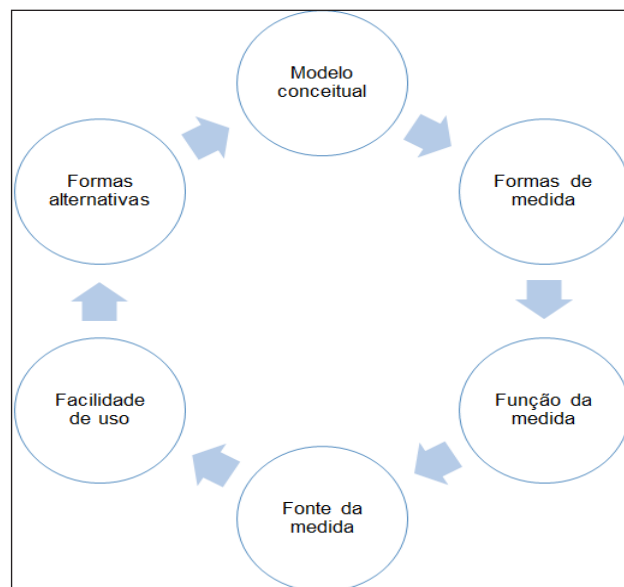 Modelo
conceitual
Formas de
medida
Função da
medida
Fonte da
medida
Facilidade
de uso
Formas
alternativas